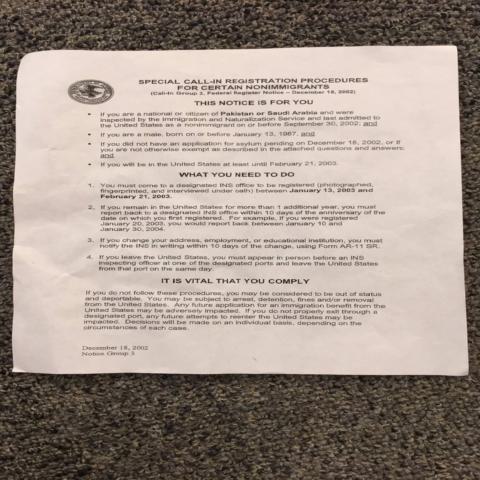 SPECIAL CALL-IN REGISTRATION PROCEDURES
FOR CERTAIN NONIMMIGRANTS
(Call-In Group 3, Federal Register Notice – December 18, 2002)
THIS NOTICE IS FOR YOU
• If you are a national or citizen of Pakistan or Saudi Arabia and were
inspected by the Immigration and Naturalization Service and last admitted to
the United States as a nonimmigrant on or before September 30, 2002; and
• If you are a male, born on or before January 13, 1987, and
• If you did not have an application for asylum pending on December 18, 2002, or if
you are not otherwise exempt as described in the attached questions and answers;
and
• If you will be in the United States at least until February 21, 2003.
WHAT YOU NEED TO DO
1. You must come to a designated INS office to be registered (photographed,
fingerprinted, and interviewed under oath) between January 13, 2003 and
February 21, 2003.
2. If you remain in the United States for more than 1 additional year, you must
report back to a designated INS office within 10 days of the anniversary of the
date on which you first registered. For example, if you were registered
January 20, 2003, you would report back between January 10 and
January 30, 2004.
3. If you change your address, employment, or educational institution, you must
notify the INS in writing within 10 days of the change, using Form AR-11 SR.
4. If you leave the United States, you must appear in person before an INS
inspecting officer at one of the designated ports and leave the United States
from that port on the same day.
IT IS VITAL THAT YOU COMPLY
If you do not follow these procedures, you may be considered to be out of status
and deportable. You may be subject to arrest, detention, fines and/or removal
from the United States. Any future application for an immigration benefit from the
United States may be adversely impacted. If you do not properly exit through a
designated port, any future attempts to reenter the United States may be
impacted. Decisions will be made on an individual basis, depending on the
circumstances of each case.
December 18, 2002
Notice Group 3